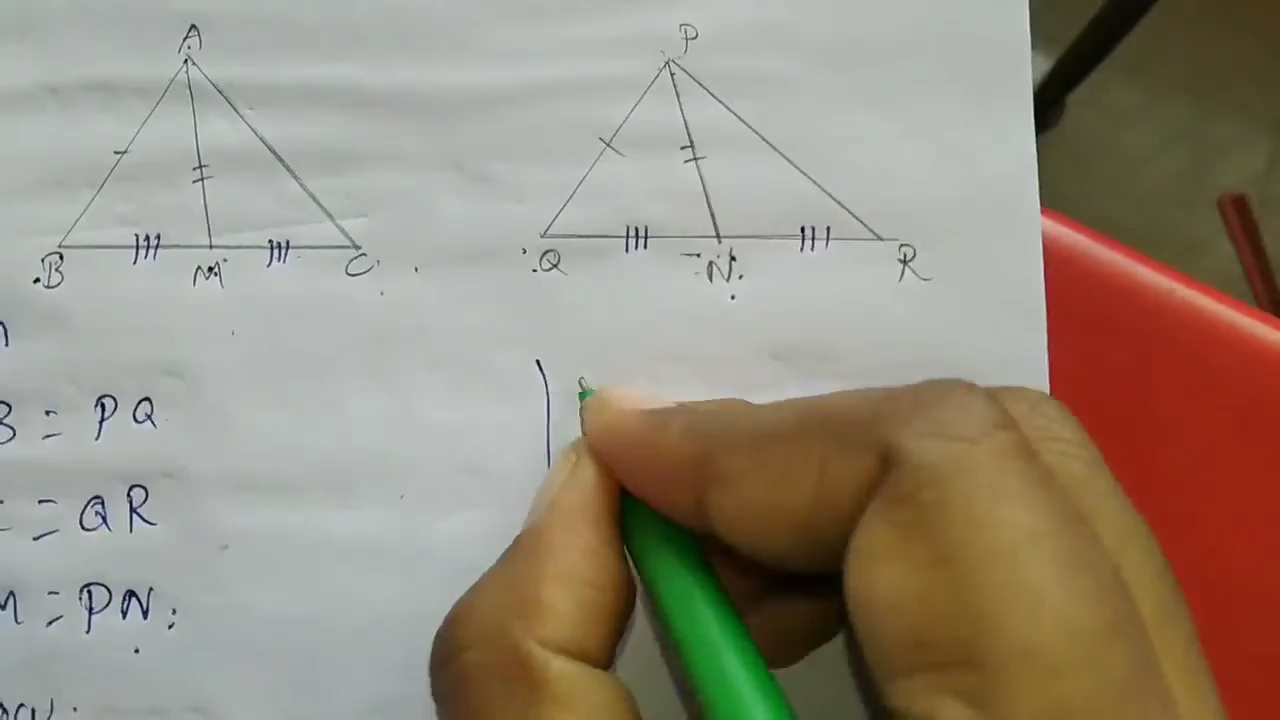 A P
B M C Q N R
= PQ
= QR
= PN